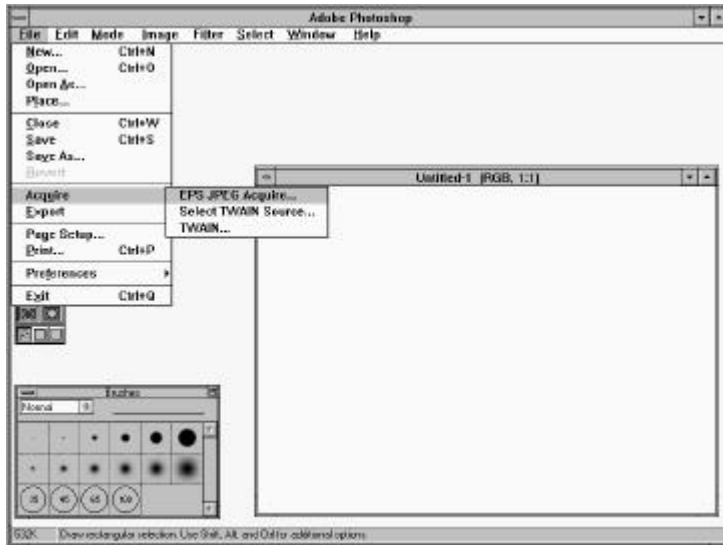 Adobe Photoshop
File Edit Mode Image Filter Select Window Help
New... Ctrl+N
Open... Ctrl+O
Open As...
Place...
Close Ctrl+W
Save Ctrl+S
Save As...
Revert
Acquire
Export
Page Setup...
Print... Ctrl+P
Preferences
Exit Ctrl+Q
EPS JPEG Acquire...
Select TWAIN Source...
TWAIN...
Untitled-1 (RGB, 1:1)
Brushes
Normal
35 45 65 100
532K Draw rectangular selection. Use Shift, Alt, and Ctrl for additional options.